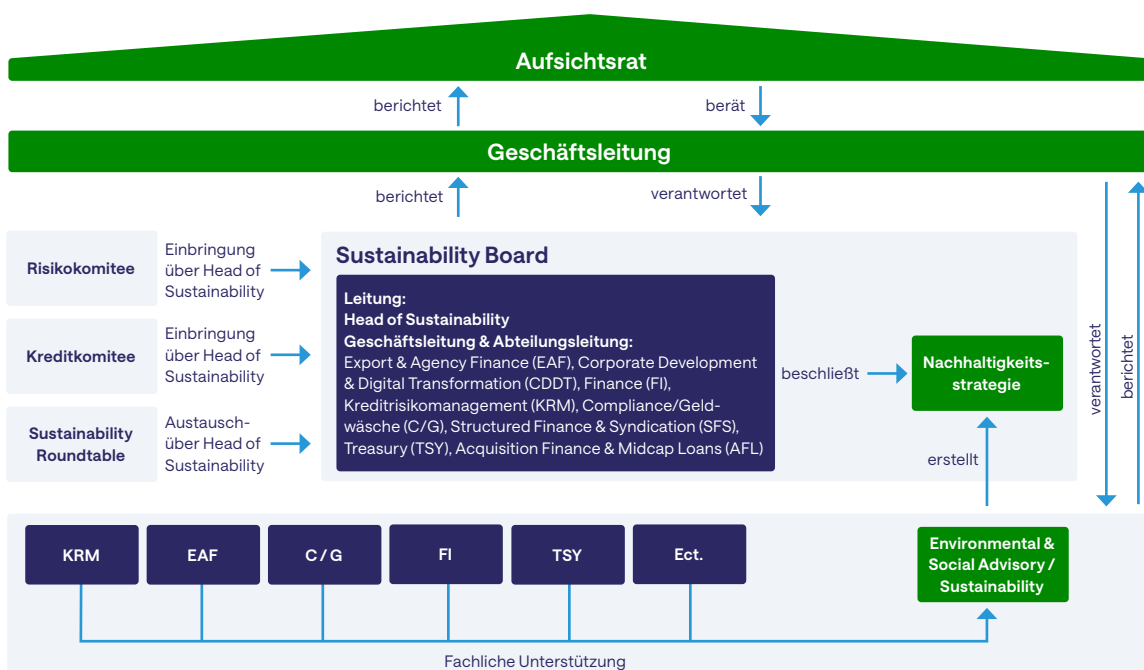 Aufsichtsrat
berichtet
berät
Geschäftsleitung
berichtet
verantwortet
Risikokomitee
Einbringung
über Head of
Sustainability
Kreditkomitee
Einbringung
über Head of
Sustainability
Sustainability
Roundtable
Austausch-
über Head of
Sustainability
Sustainability Board
Leitung:
Head of Sustainability
Geschäftsleitung & Abteilungsleitung:
Export & Agency Finance (EAF), Corporate Development
& Digital Transformation (CDDT), Finance (FI),
Kreditrisikomanagement (KRM), Compliance/Geld-
wäsche (C/G), Structured Finance & Syndication (SFS),
Treasury (TSY), Acquisition Finance & Midcap Loans (AFL)
beschließt
Nachhaltigkeits-
strategie
erstellt
verantwortet
berichtet
KRM
EAF
C / G
FI
TSY
Ect.
Environmental &
Social Advisory /
Sustainability
Fachliche Unterstützung